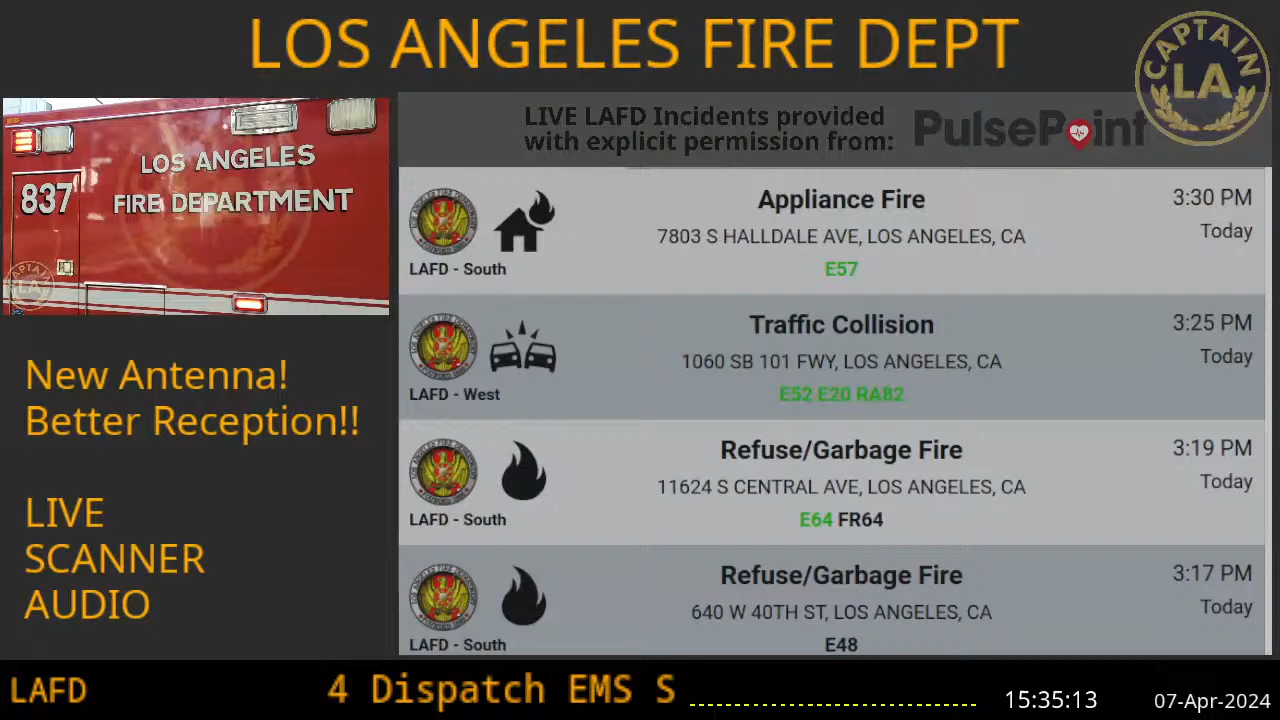 LOS ANGELES FIRE DEPT
CAPTAIN
LA
LIVE LAFD Incidents provided
with explicit permission from:
PulsePoint
837
LOS ANGELES
FIRE DEPARTMENT
CAPTAIN
LA
New Antenna!
Better Reception!!
LIVE
SCANNER
AUDIO
Appliance Fire
3:30 PM
7803 S HALLDALE AVE, LOS ANGELES, CA
Today
LAFD - South
E57
Traffic Collision
3:25 PM
1060 SB 101 FWY, LOS ANGELES, CA
Today
LAFD - West
E52 E20 RA82
Refuse/Garbage Fire
3:19 PM
11624 S CENTRAL AVE, LOS ANGELES, CA
Today
LAFD - South
E64 FR64
Refuse/Garbage Fire
3:17 PM
640 W 40TH ST, LOS ANGELES, CA
Today
LAFD - South
E48
LAFD
4 Dispatch EMS S
15:35:13
07-Apr-2024